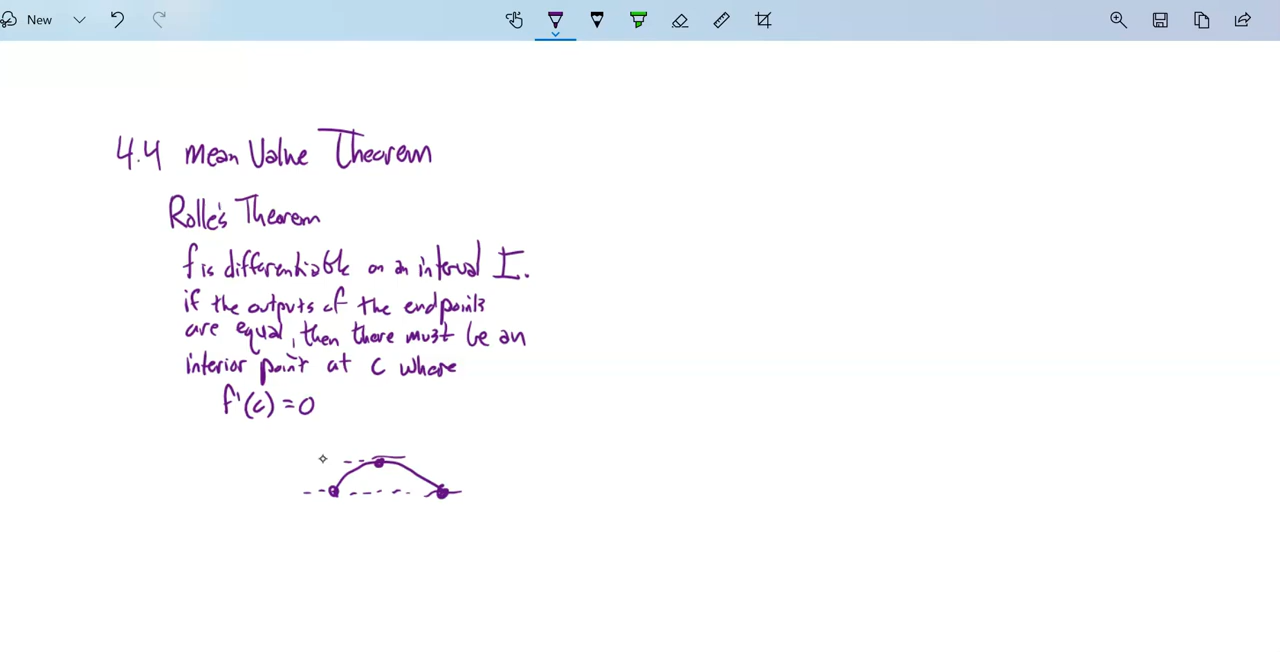 New
4.4 Mean Value Theorem
Rolle's Theorem
f is differentiable on an interval I.
if the outputs of the endpoints
are equal, then there must be an
interior point at c where
f'(c) = 0